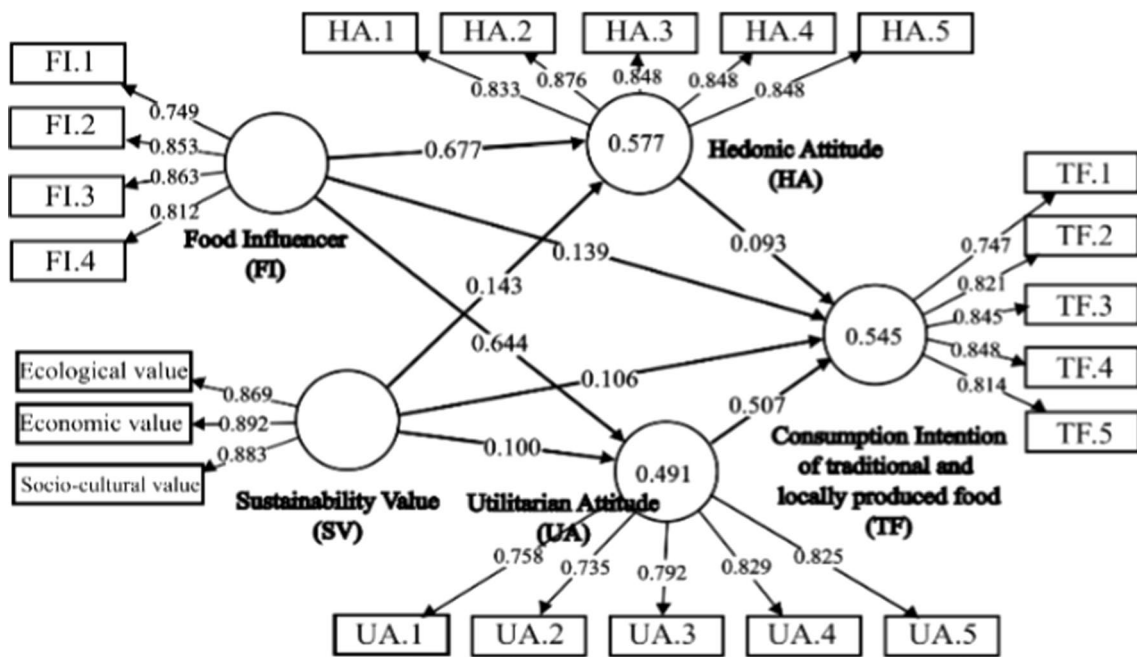 HA.1
HA.2
HA.3
HA.4
HA.5
FI.1
FI.2
FI.3
FI.4
0.749
0.853
0.863
0.812
0.833
0.876
0.848
0.848
0.848
0.577
Hedonic Attitude
(HA)
Food Influencer
(FI)
0.677
0.139
0.093
0.143
0.644
0.106
0.100
0.507
TF.1
TF.2
TF.3
TF.4
TF.5
0.747
0.821
0.845
0.848
0.814
0.545
Consumption Intention
of traditional and
locally produced food
(TF)
Ecological value
Economic value
Socio-cultural value
0.869
0.892
0.883
Sustainability Value
(SV)
0.491
Utilitarian Attitude
(UA)
0.758
0.735
0.792
0.829
0.825
UA.1
UA.2
UA.3
UA.4
UA.5